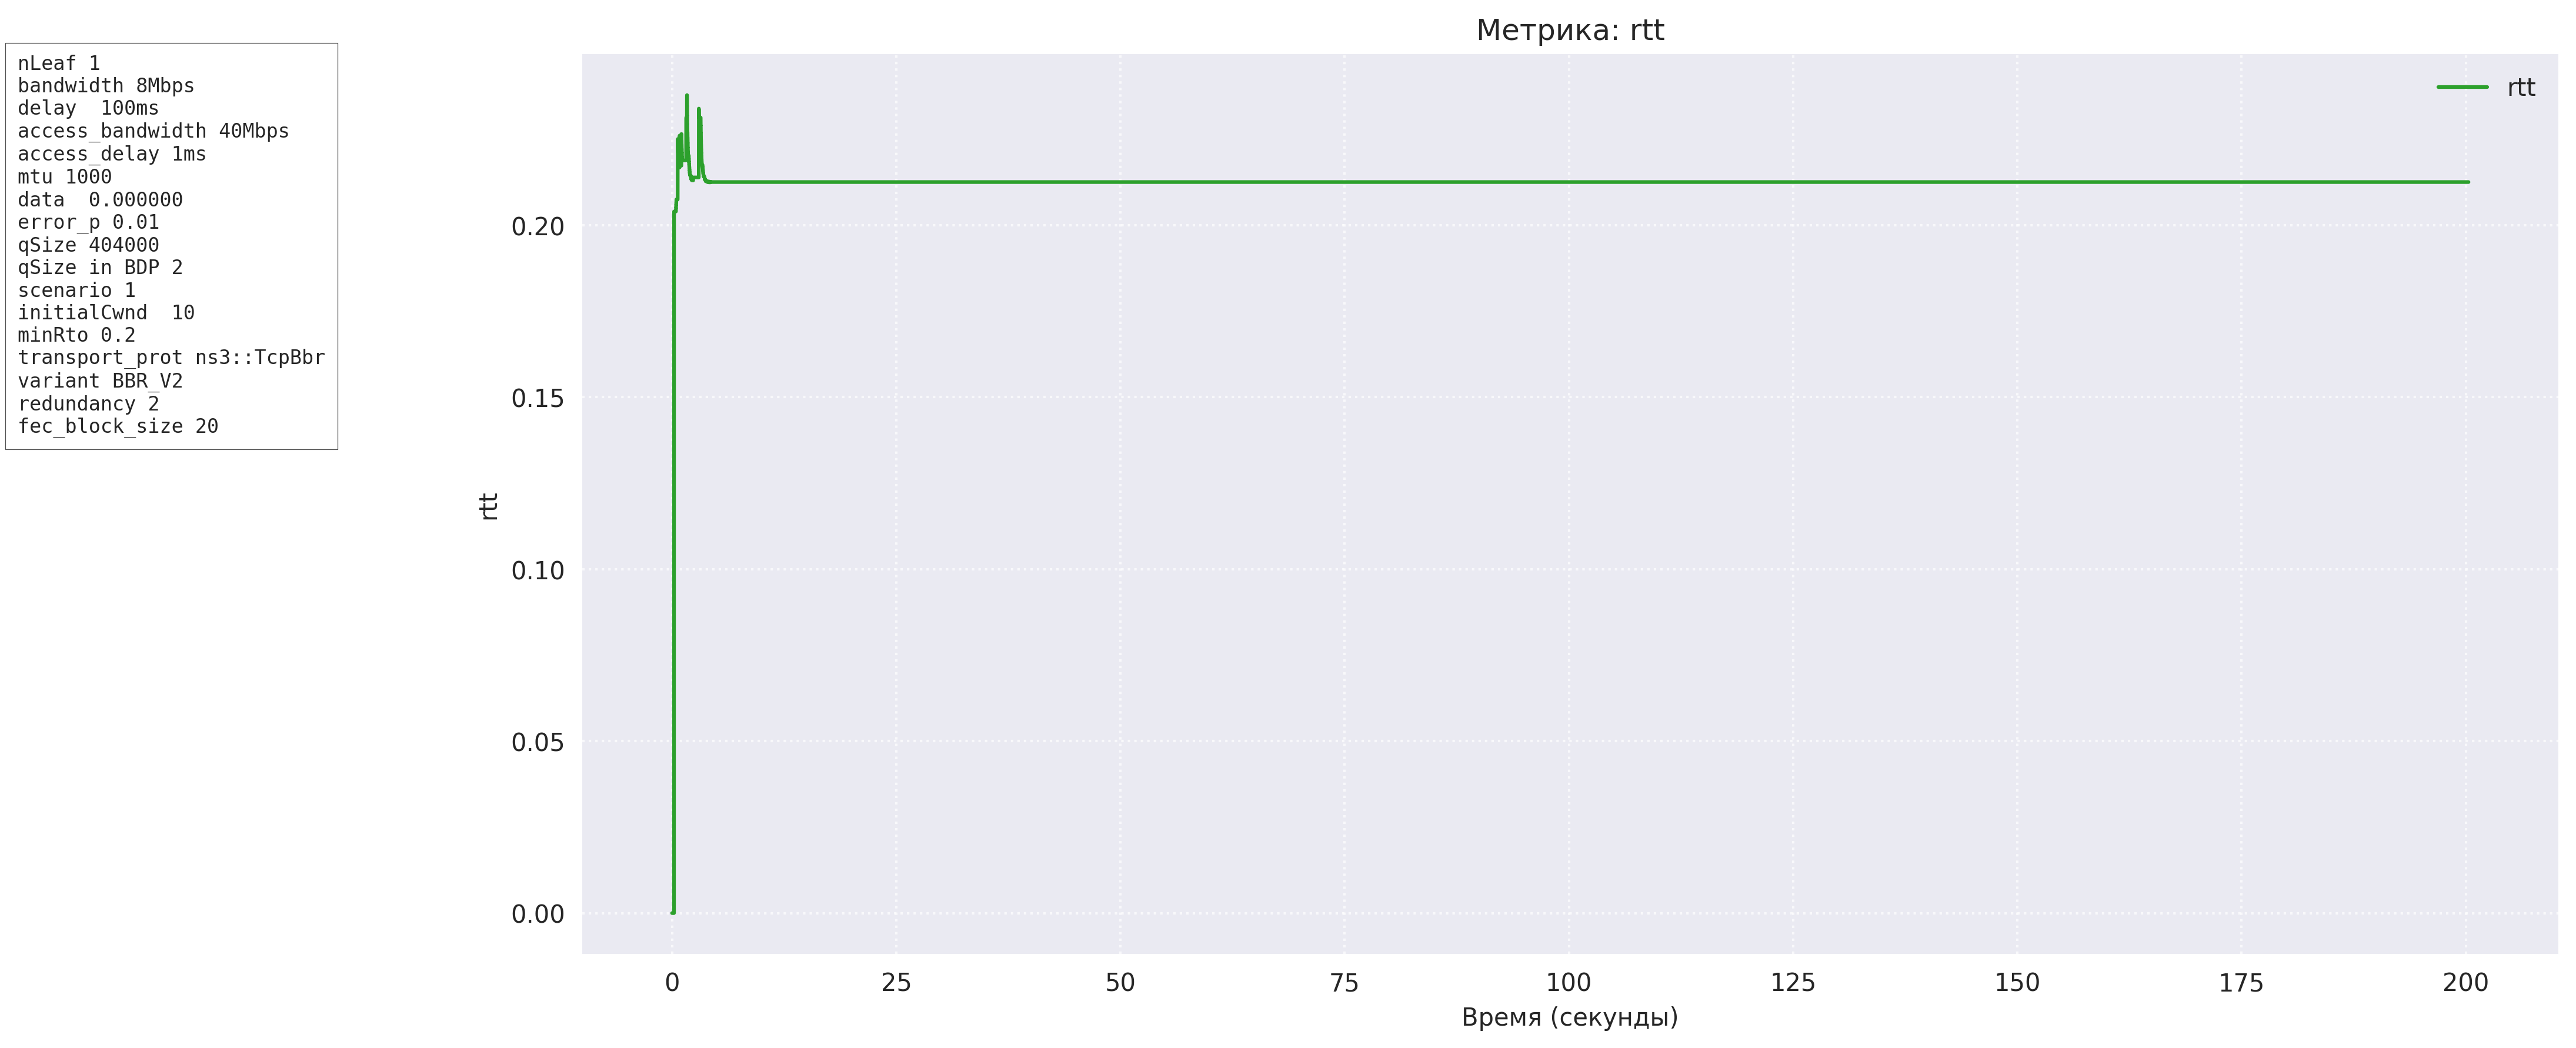 Метрика: rtt
nLeaf 1
bandwidth 8Mbps
delay  100ms
access_bandwidth 40Mbps
access_delay 1ms
mtu 1000
data  0.000000
error_p 0.01
qSize 404000
qSize in BDP 2
scenario 1
initialCwnd  10
minRto 0.2
transport_prot ns3::TcpBbr
variant BBR_V2
redundancy 2
fec_block_size 20
rtt
rtt
0.20
0.15
0.10
0.05
0.00
0 25 50 75 100 125 150 175 200
Время (секунды)